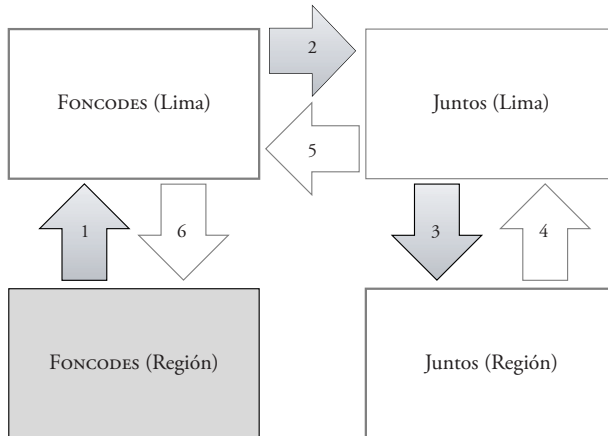 FONCODES (Lima)
2
Juntos (Lima)
5
1
6
3
4
FONCODES (Región)
Juntos (Región)